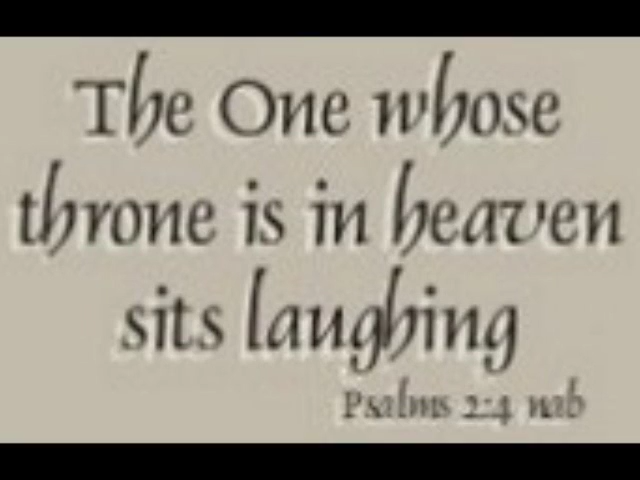 The One whose
throne is in heaven
sits laughing
Psalms 2:4 nab